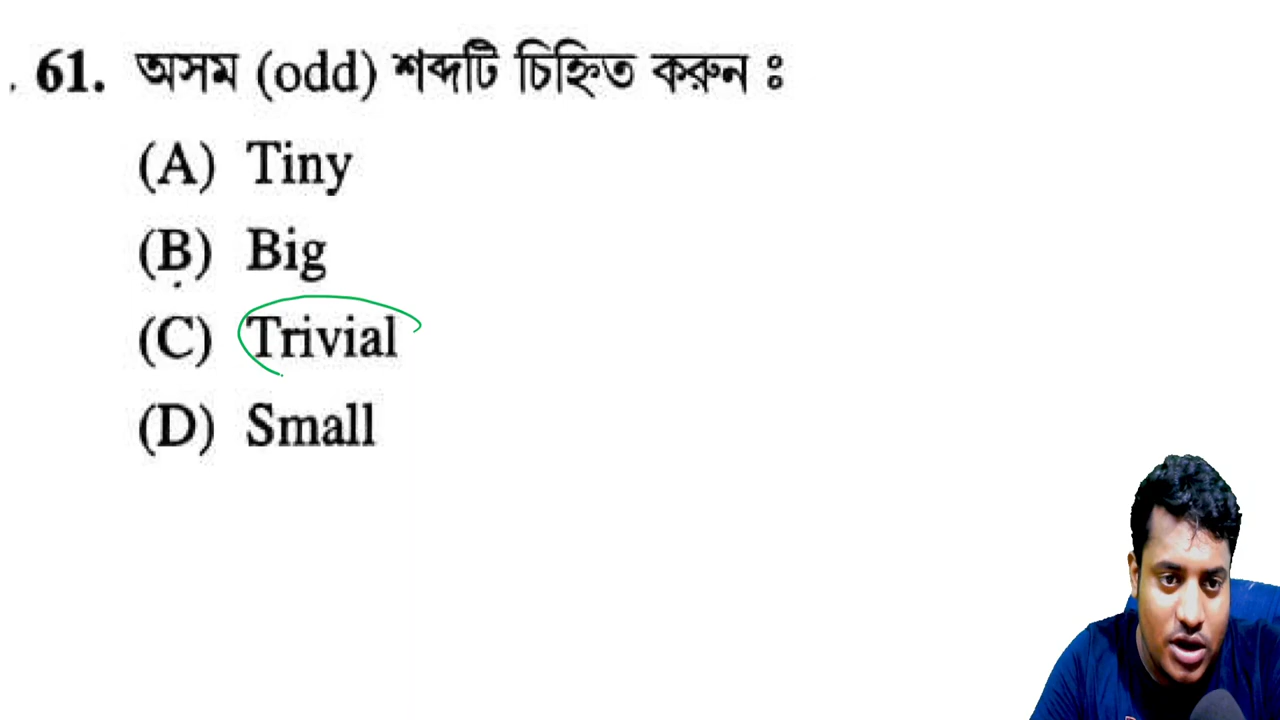 61. অসম (odd) শব্দটি চিহ্নিত করুন ঃ
(A) Tiny
(B) Big
(C) Trivial
(D) Small